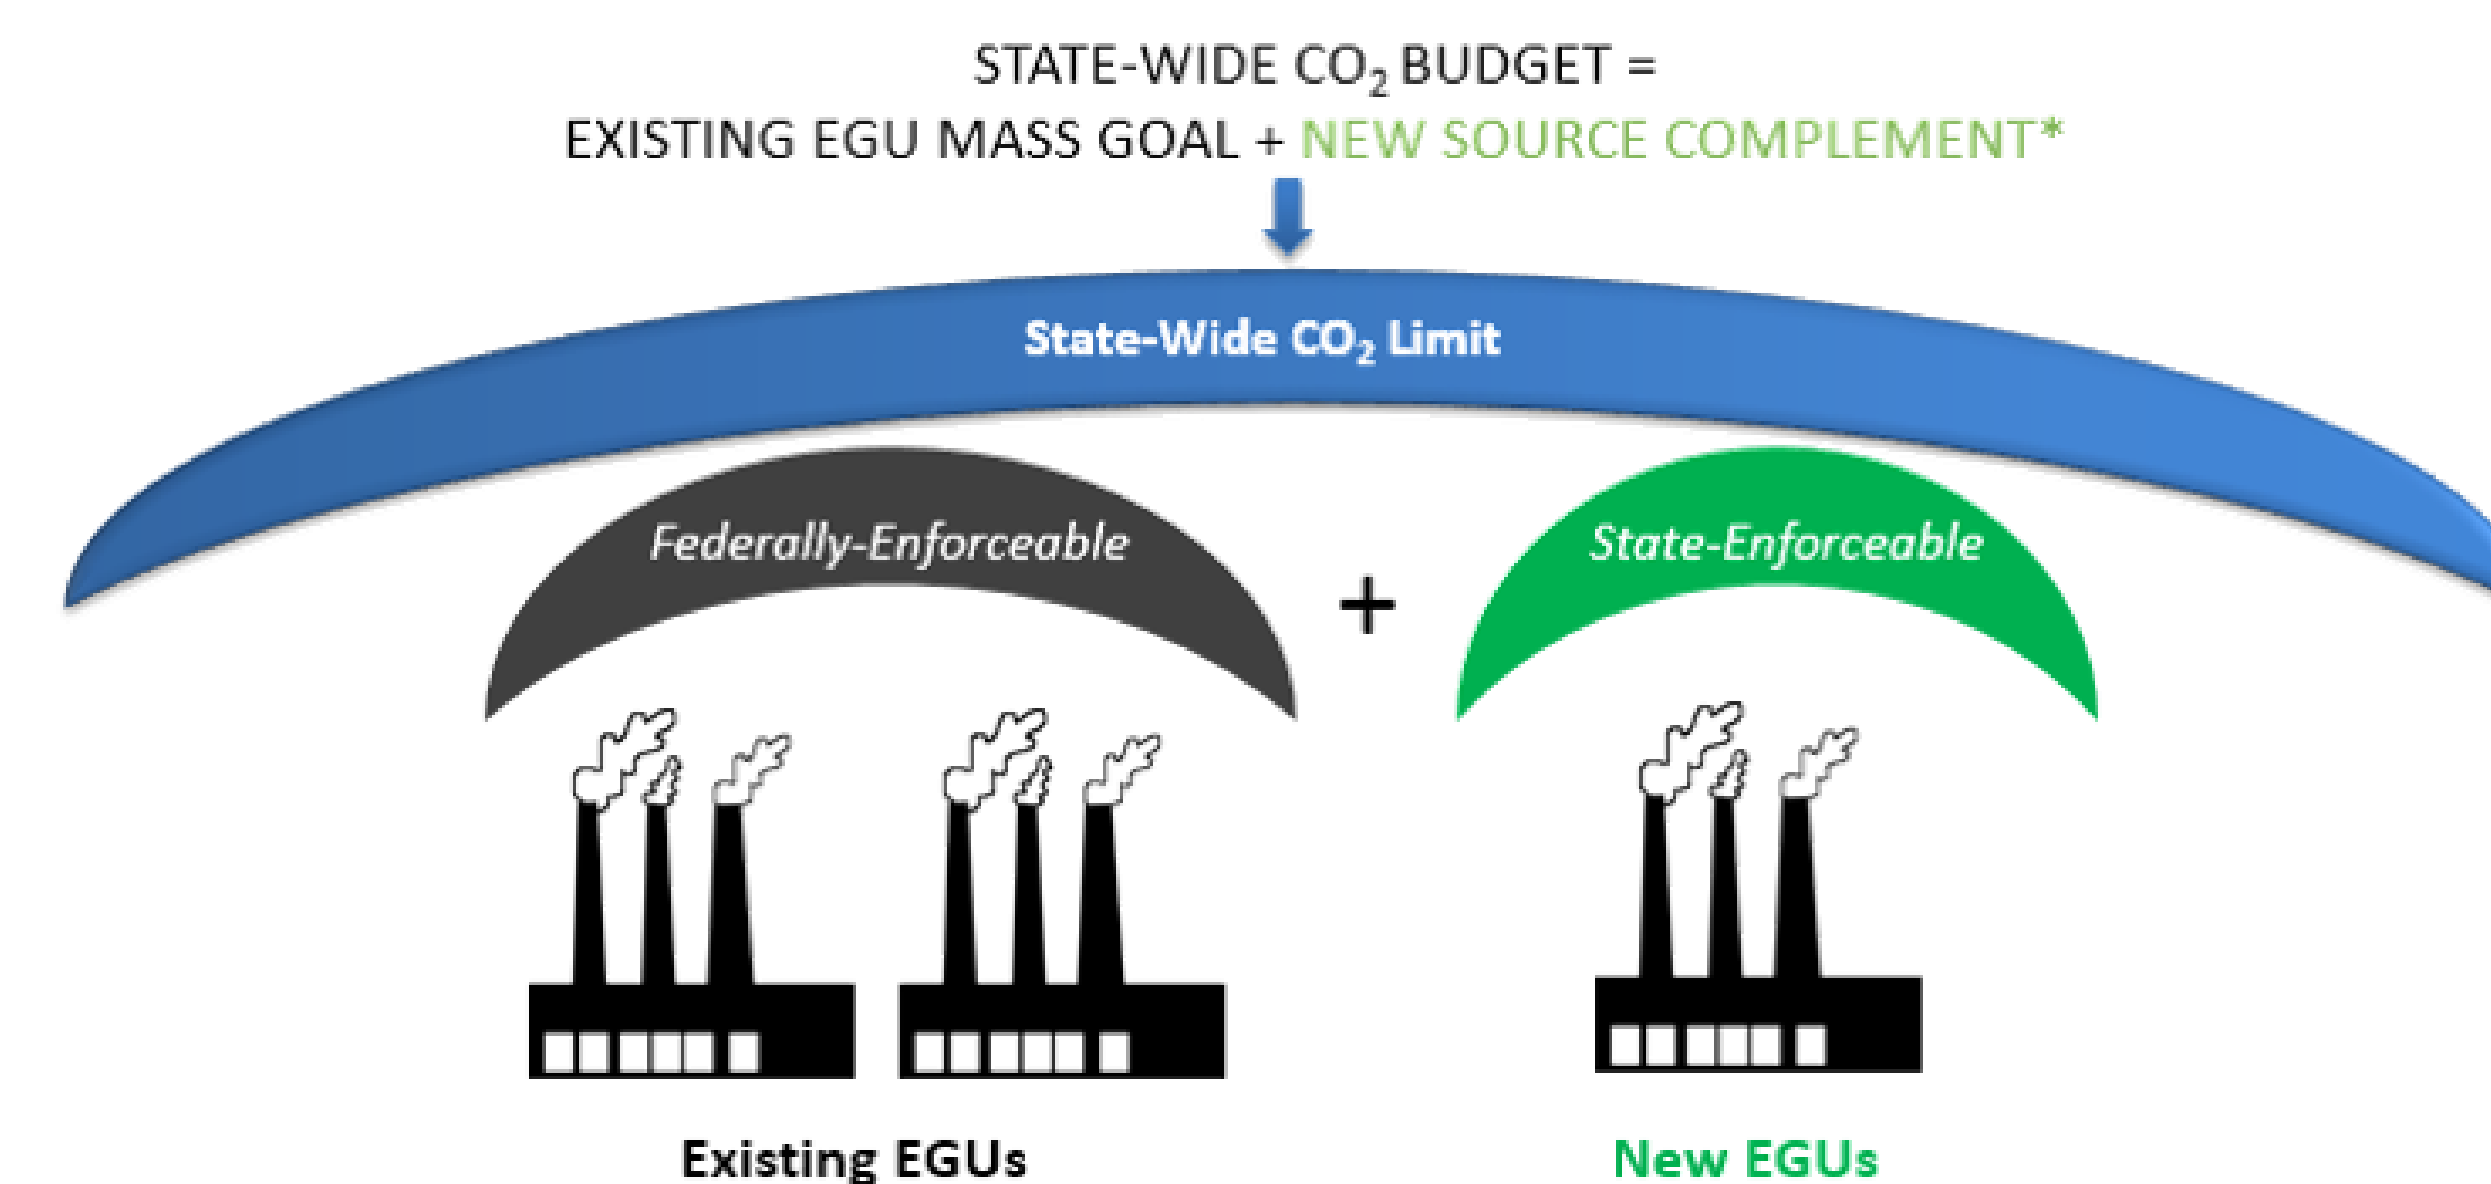 STATE-WIDE CO₂ BUDGET =
EXISTING EGU MASS GOAL + NEW SOURCE COMPLEMENT*
State-Wide CO₂ Limit
Federally-Enforceable
+
State-Enforceable
Existing EGUs
New EGUs